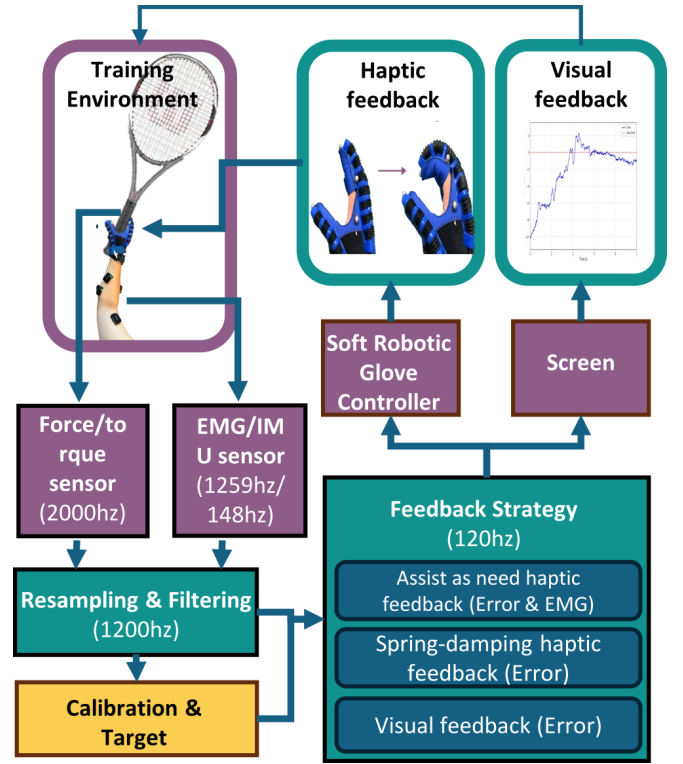 Training
Environment
Haptic
feedback
Visual
feedback
Soft Robotic
Glove
Controller
Screen
Force/to
rque
sensor
(2000hz)
EMG/IM
U sensor
(1259hz/
148hz)
Feedback Strategy
(120hz)
Assist as need haptic
feedback (Error & EMG)
Spring-damping haptic
feedback (Error)
Visual feedback (Error)
Resampling & Filtering
(1200hz)
Calibration &
Target